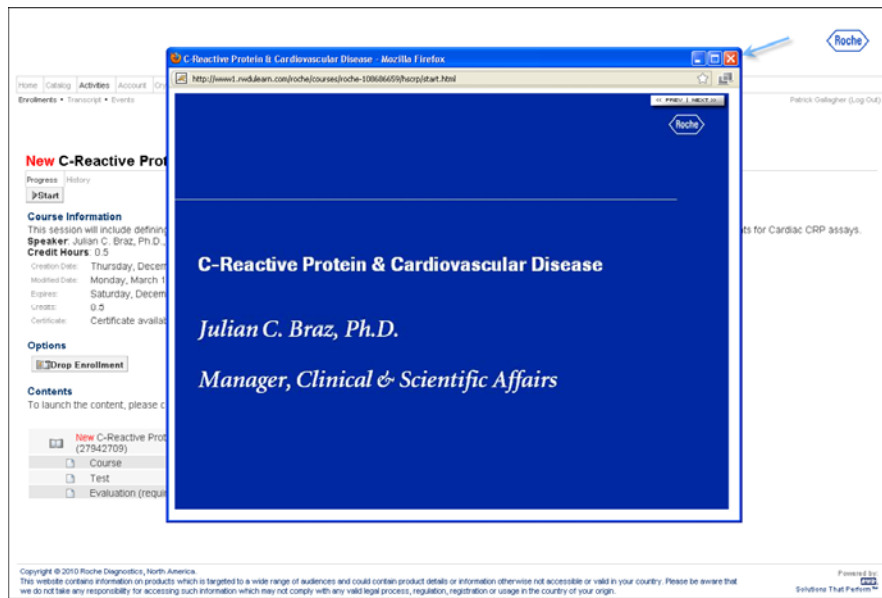 Roche
C-Reactive Protein & Cardiovascular Disease - Mozilla Firefox
http://www1.rwdulearn.com/roche/courses/roche-108686659/hscrp/start.html
Home Catalog Activities Account
Enrollments • Transcript • Events
Patrick Gallagher (Log Out)
<< PREV | NEXT >>
Roche
New C-Reactive Prot
Progress History
Start
Course Information
This session will include defining
ts for Cardiac CRP assays.
Speaker: Julian C. Braz, Ph.D.,
Credit Hours: 0.5
Creation Date: Thursday, Decem
Modified Date: Monday, March 1
Expires: Saturday, Decem
Credits: 0.5
Certificate: Certificate availab
Options
Drop Enrollment
Contents
To launch the content, please c
New C-Reactive Prot
(27942709)
Course
Test
Evaluation (requir
C-Reactive Protein & Cardiovascular Disease
Julian C. Braz, Ph.D.
Manager, Clinical & Scientific Affairs
Copyright © 2010 Roche Diagnostics, North America.
This website contains information on products which is targeted to a wide range of audiences and could contain product details or information otherwise not accessible or valid in your country. Please be aware that
we do not take any responsibility for accessing such information which may not comply with any valid legal process, regulation, registration or usage in the country of your origin.
Powered by:
Solutions That Perform™